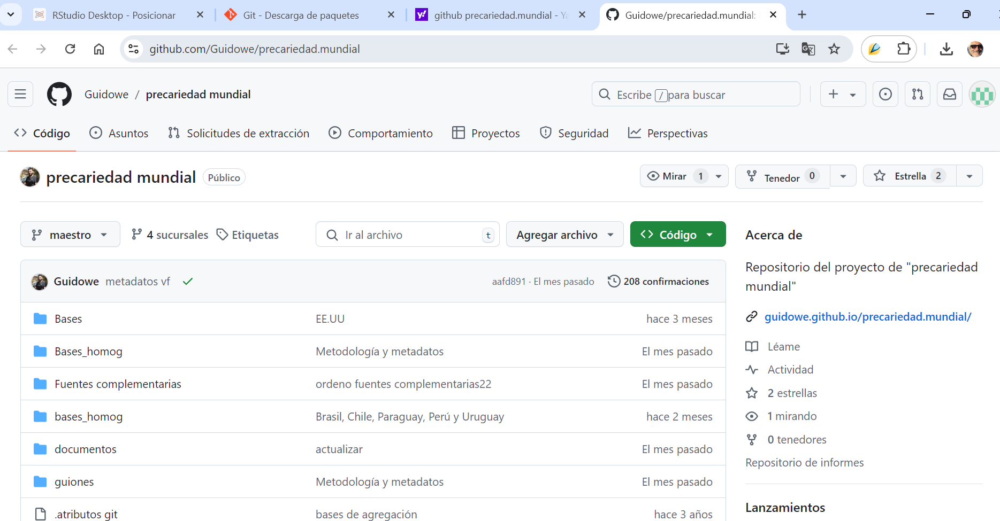 RStudio Desktop - Posicionar
Git - Descarga de paquetes
github precariedad.mundial - Ya
Guidowe/precariedad.mundial:
github.com/Guidowe/precariedad.mundial
Guidowe / precariedad mundial
Escribe / para buscar
Código
Asuntos
Solicitudes de extracción
Comportamiento
Proyectos
Seguridad
Perspectivas
precariedad mundial Público
Mirar 1
Tenedor 0
Estrella 2
maestro
4 sucursales
Etiquetas
Ir al archivo t
Agregar archivo
Código
Guidowe metadatos vf
aafd891 · El mes pasado
208 confirmaciones
Bases EE.UU hace 3 meses
Bases_homog Metodología y metadatos El mes pasado
Fuentes complementarias ordeno fuentes complementarias22 El mes pasado
bases_homog Brasil, Chile, Paraguay, Perú y Uruguay hace 2 meses
documentos actualizar El mes pasado
guiones Metodología y metadatos El mes pasado
.atributos git bases de agregación hace 3 años
Acerca de
Repositorio del proyecto de "precariedad
mundial"
guidowe.github.io/precariedad.mundial/
Léame
Actividad
2 estrellas
1 mirando
0 tenedores
Repositorio de informes
Lanzamientos